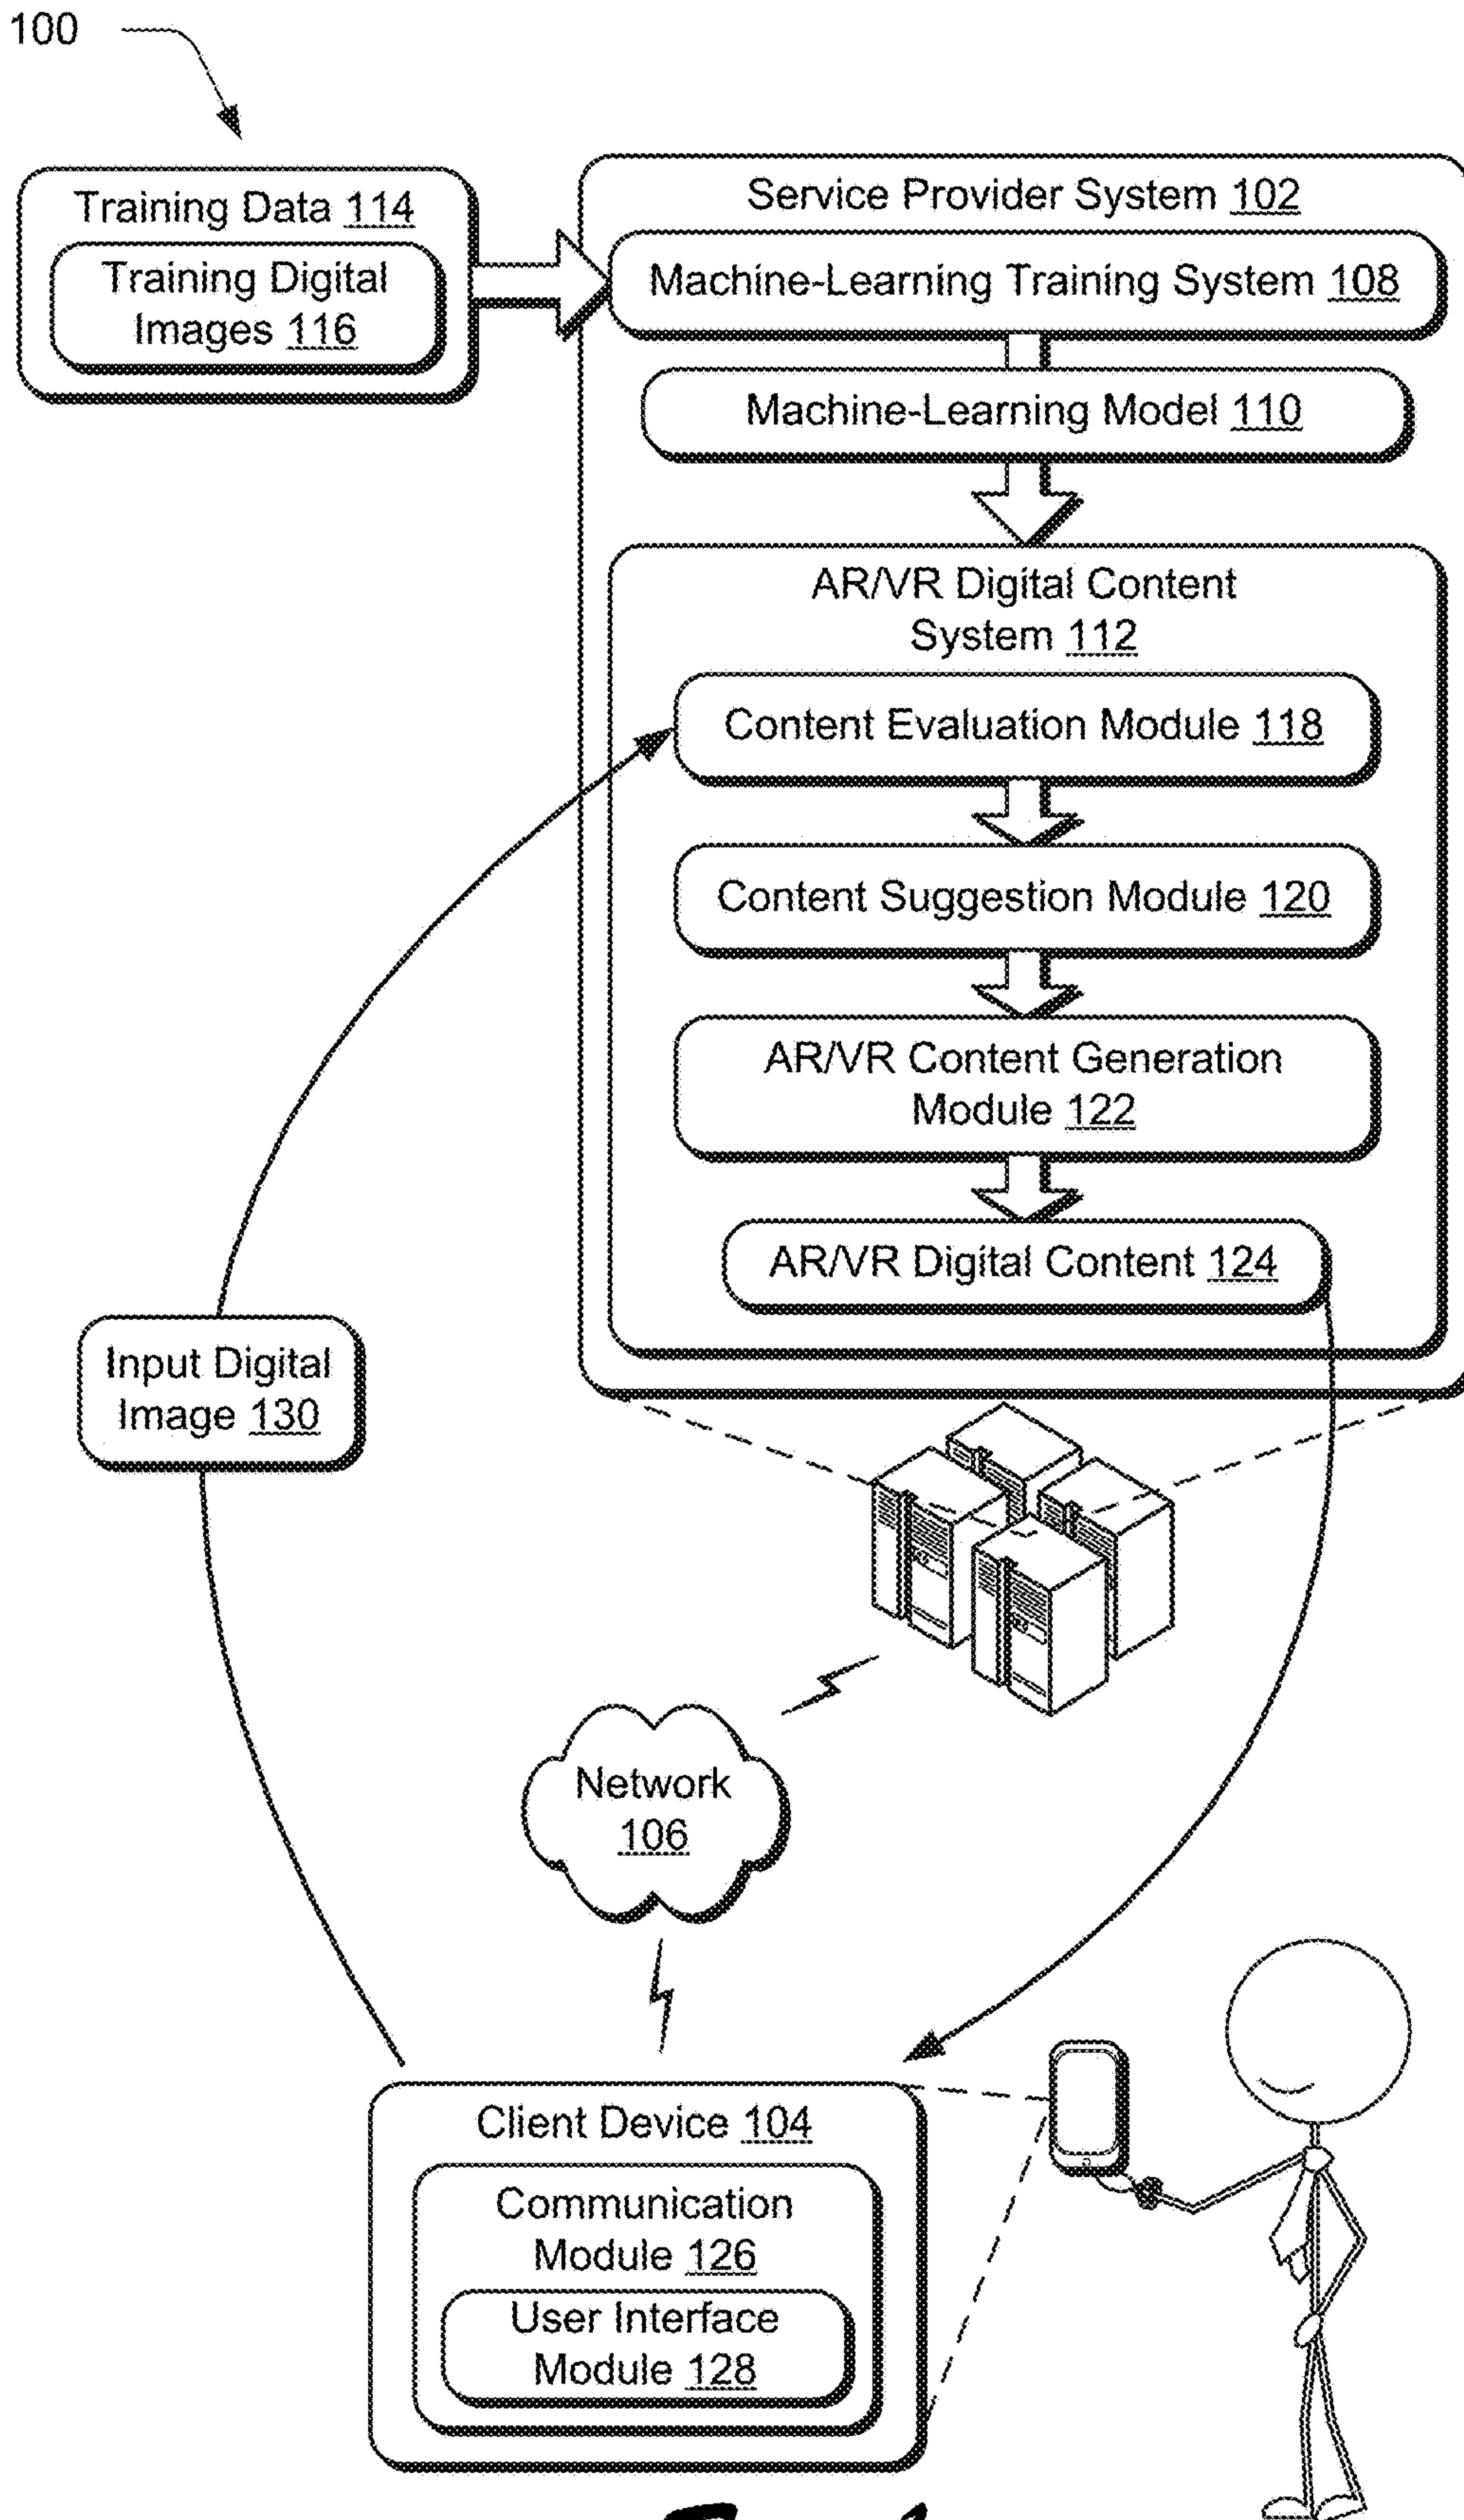 100
Training Data 114
Training Digital
Images 116
Service Provider System 102
Machine-Learning Training System 108
Machine-Learning Model 110
AR/VR Digital Content
System 112
Content Evaluation Module 118
Content Suggestion Module 120
AR/VR Content Generation
Module 122
AR/VR Digital Content 124
Input Digital
Image 130
Network
106
Client Device 104
Communication
Module 126
User Interface
Module 128